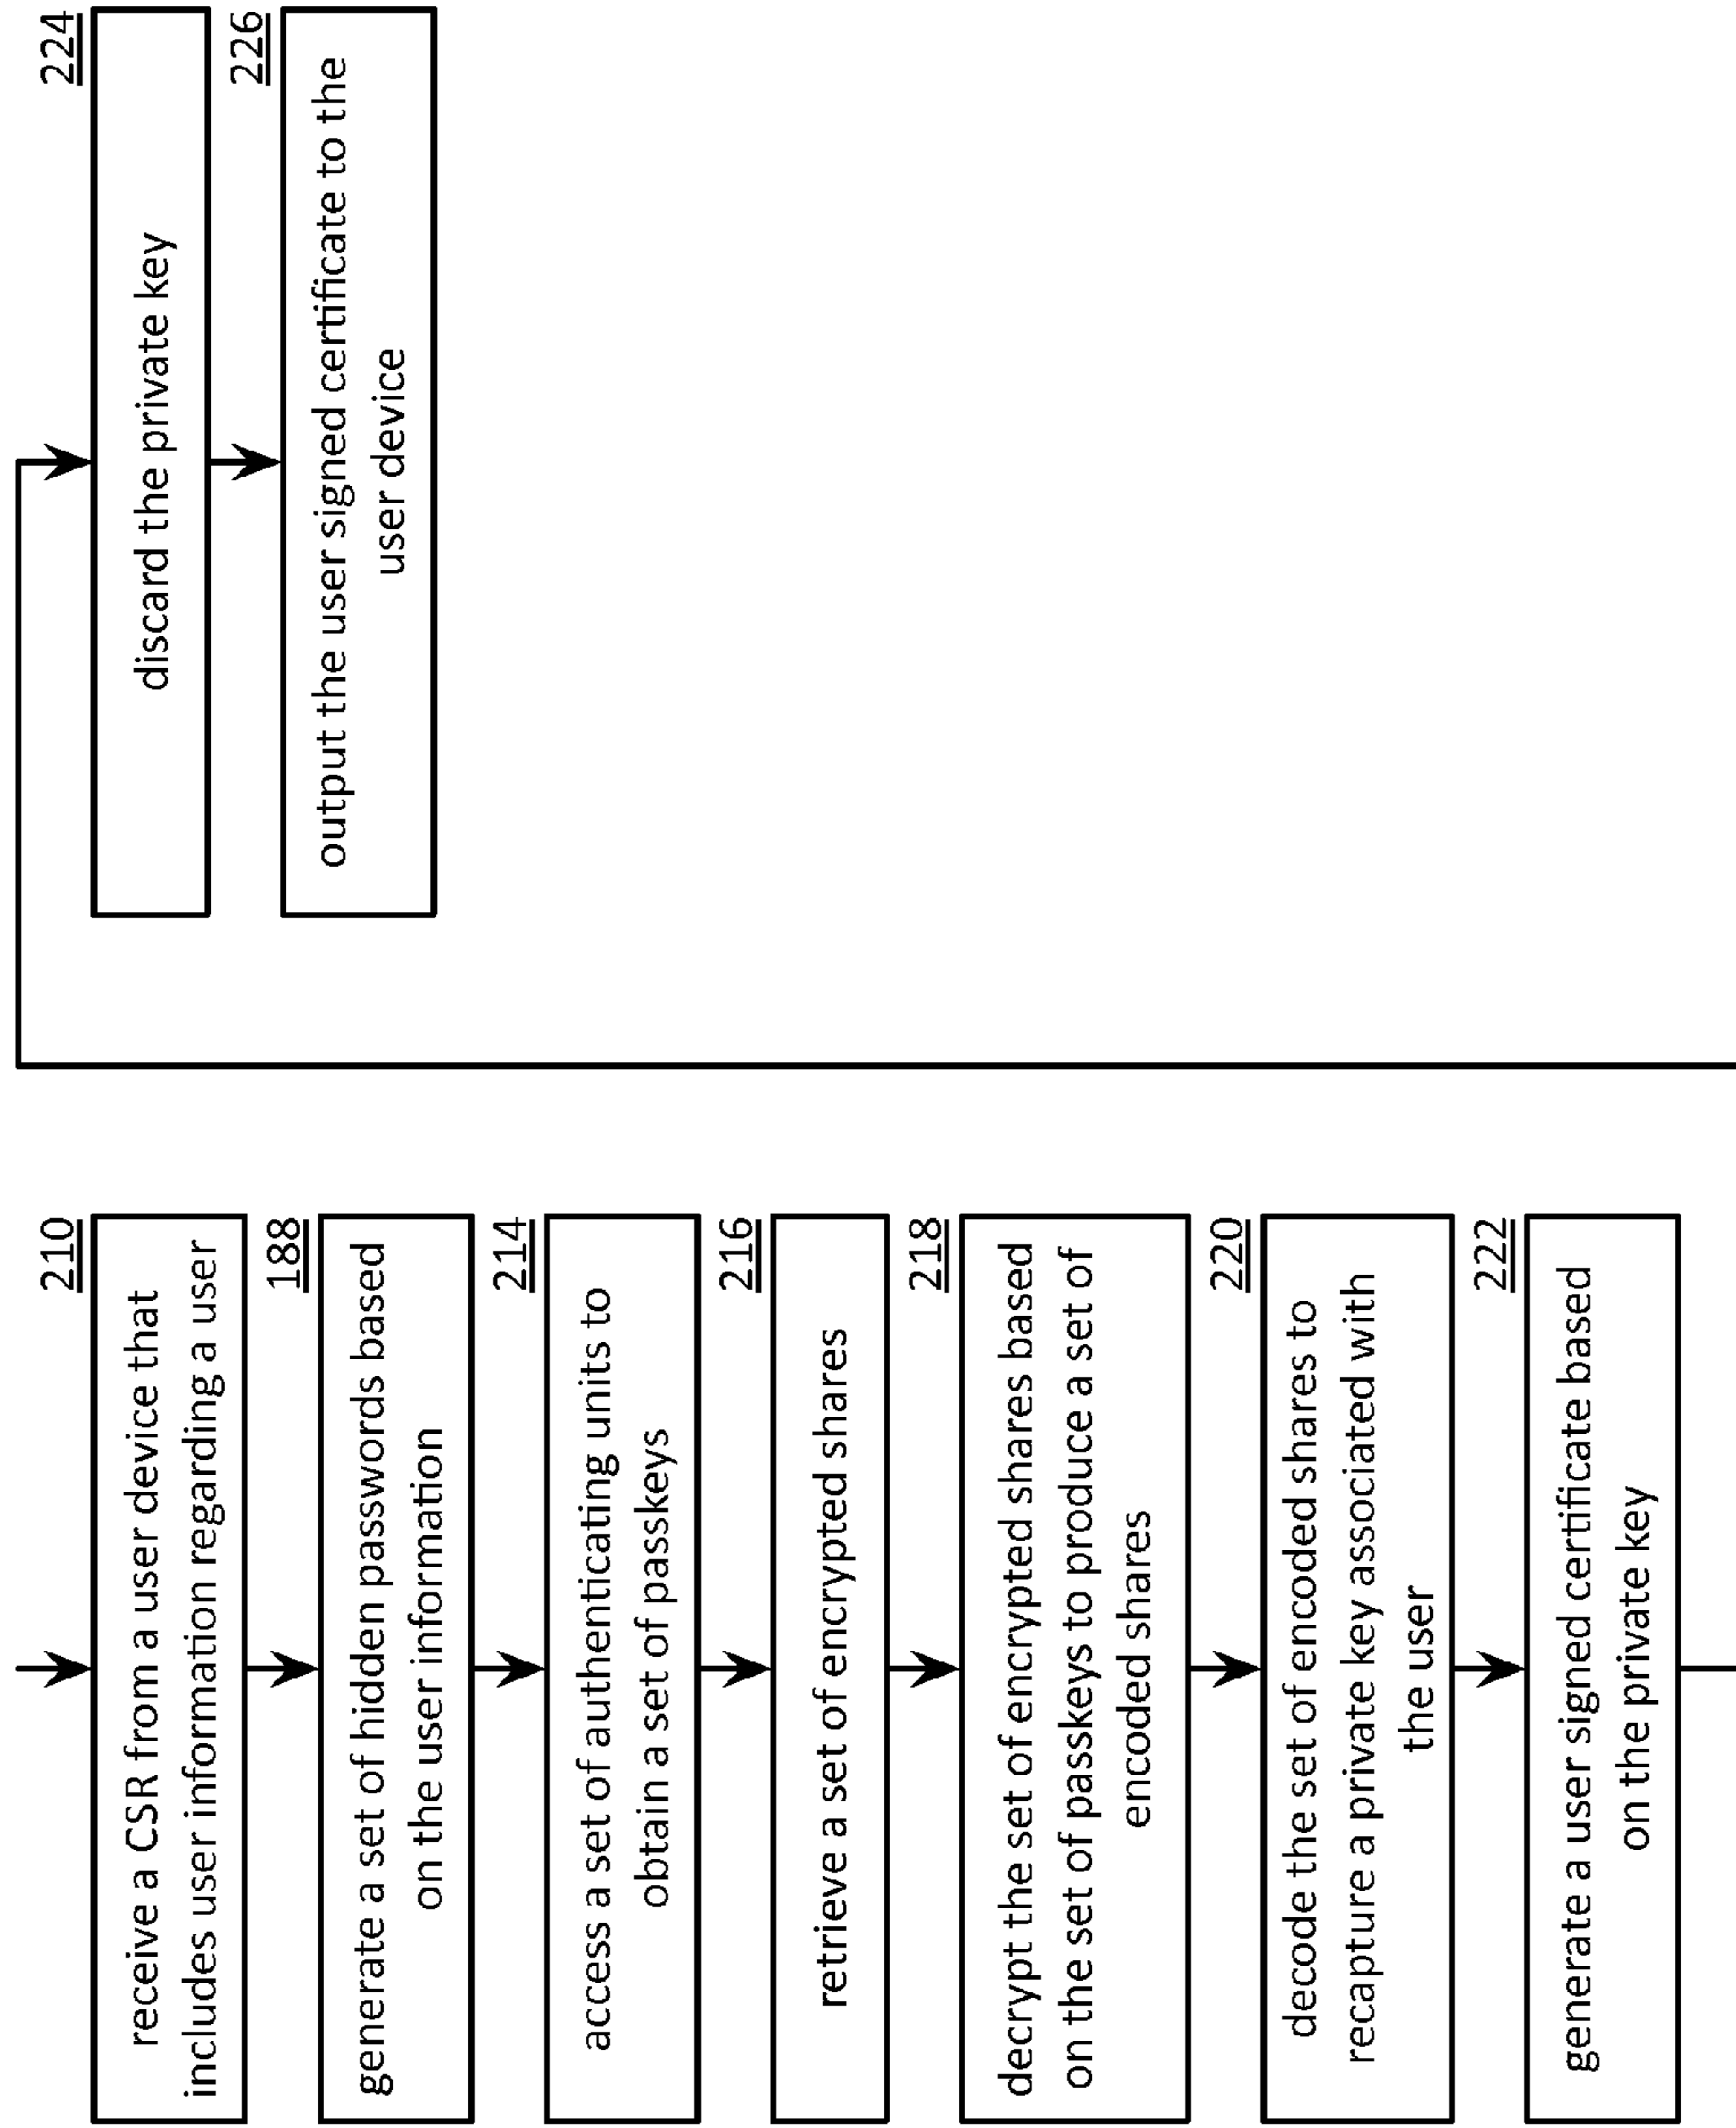 210
receive a CSR from a user device that
includes user information regarding a user
188
generate a set of hidden passwords based
on the user information
214
access a set of authenticating units to
obtain a set of passkeys
216
retrieve a set of encrypted shares
218
decrypt the set of encrypted shares based
on the set of passkeys to produce a set of
encoded shares
220
decode the set of encoded shares to
recapture a private key associated with
the user
222
generate a user signed certificate based
on the private key
224
discard the private key
226
output the user signed certificate to the
user device